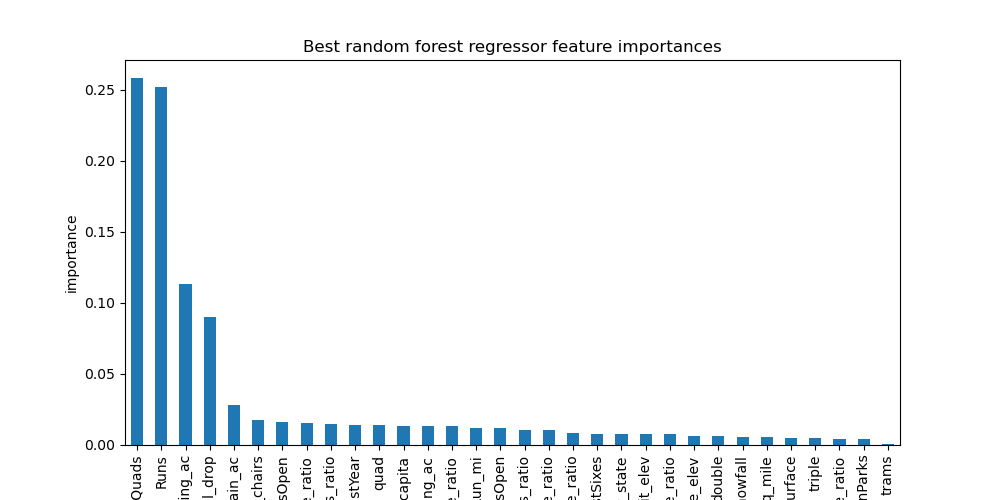 Best random forest regressor feature importances
importance
0.25
0.20
0.15
0.10
0.05
0.00
Quads
Runs
ing_ac
l_drop
ain_ac
chairs
sOpen
e_ratio
s_ratio
stYear
quad
capita
ng_ac
e_ratio
un_mi
sOpen
s_ratio
e_ratio
e_ratio
tSixes
_state
it_elev
e_ratio
e_elev
double
nowfall
q_mile
urface
triple
e_ratio
nParks
trams